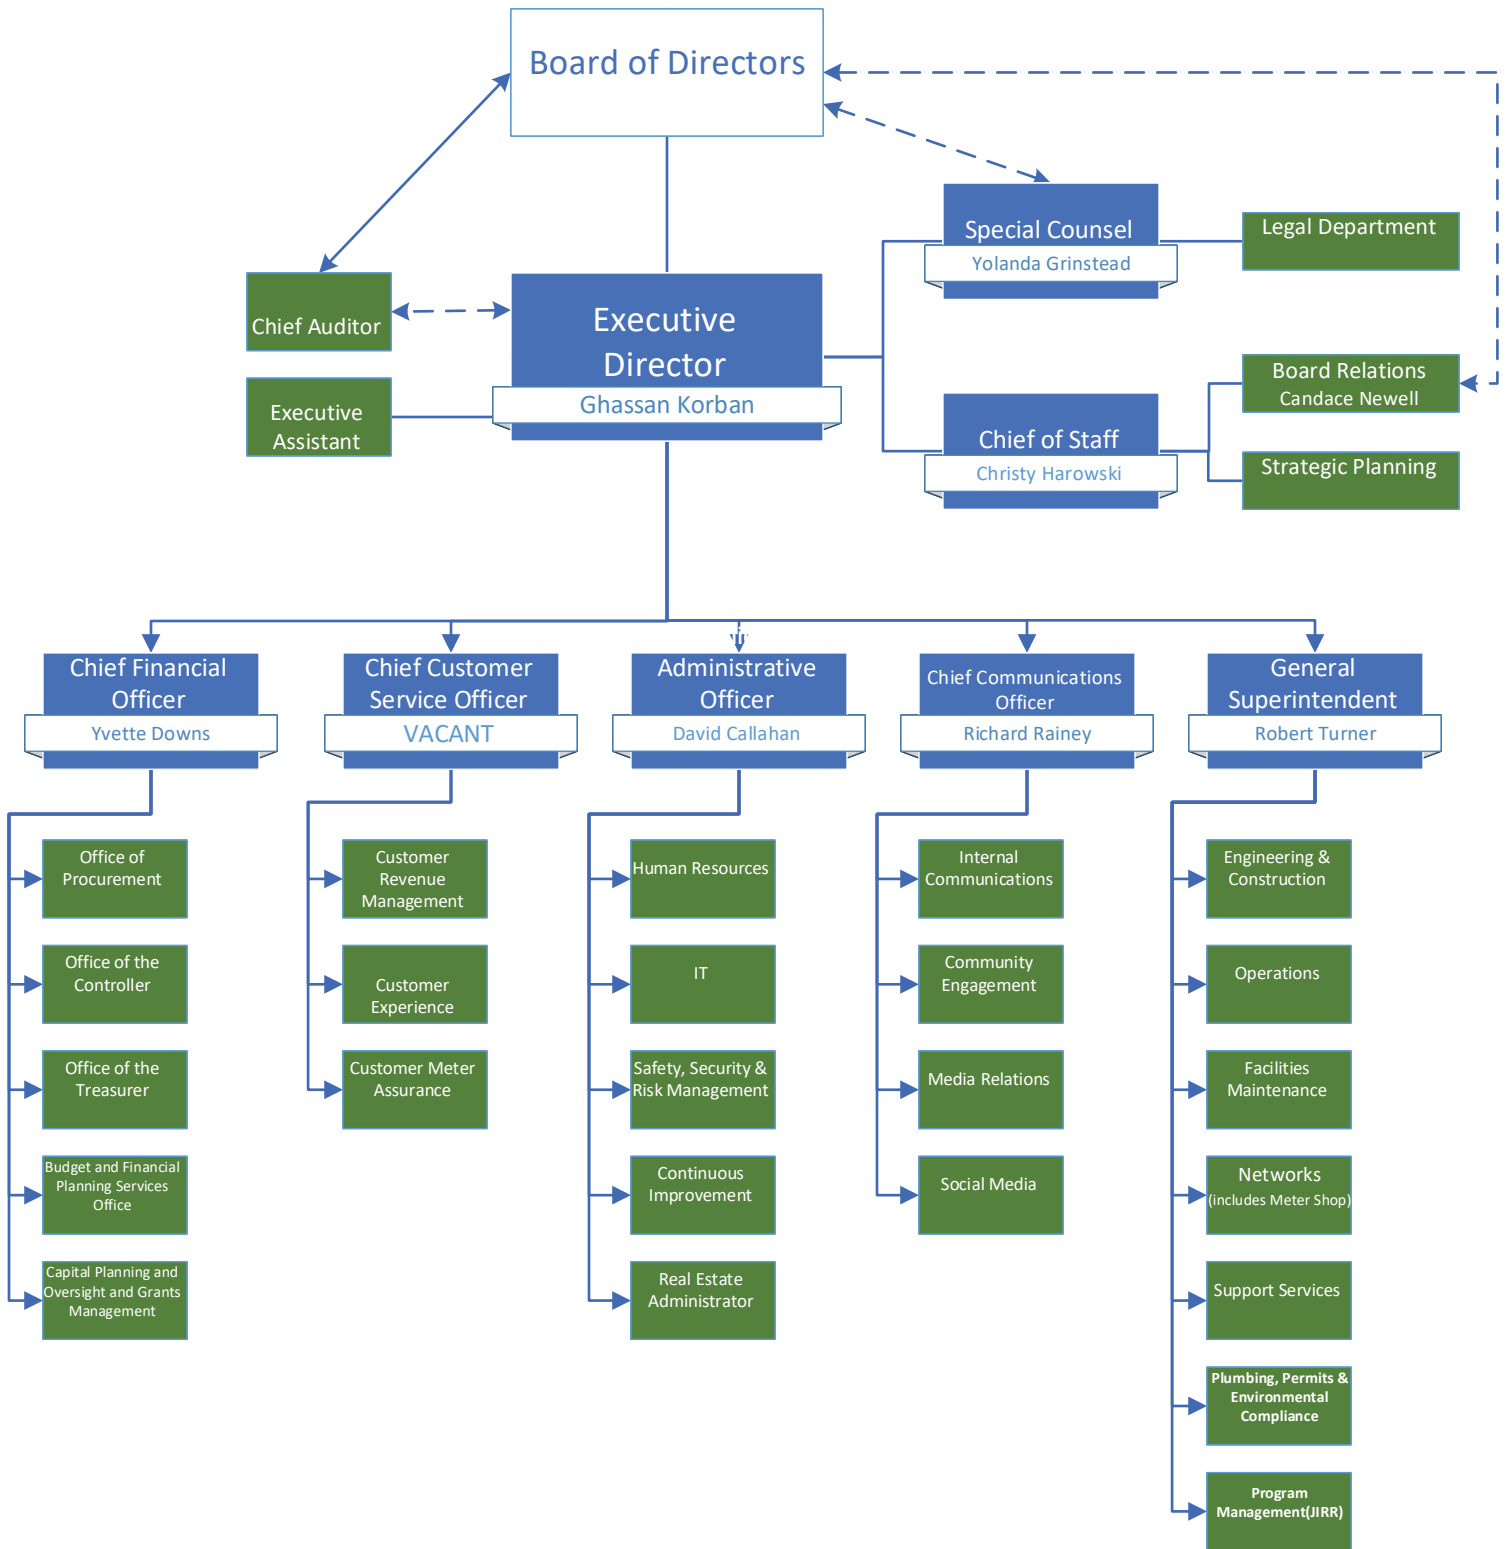 Board of Directors
Special Counsel
Yolanda Grinstead
Legal Department
Chief Auditor
Executive
Director
Ghassan Korban
Executive
Assistant
Chief of Staff
Christy Harowski
Board Relations
Candace Newell
Strategic Planning
Chief Financial
Officer
Yvette Downs
Chief Customer
Service Officer
VACANT
Administrative
Officer
David Callahan
Chief Communications
Officer
Richard Rainey
General
Superintendent
Robert Turner
Office of
Procurement
Office of the
Controller
Office of the
Treasurer
Budget and Financial
Planning Services
Office
Capital Planning and
Oversight and Grants
Management
Customer
Revenue
Management
Customer
Experience
Customer Meter
Assurance
Human Resources
IT
Safety, Security &
Risk Management
Continuous
Improvement
Real Estate
Administrator
Internal
Communications
Community
Engagement
Media Relations
Social Media
Engineering &
Construction
Operations
Facilities
Maintenance
Networks
(includes Meter Shop)
Support Services
Plumbing, Permits &
Environmental
Compliance
Program
Management(JIRR)